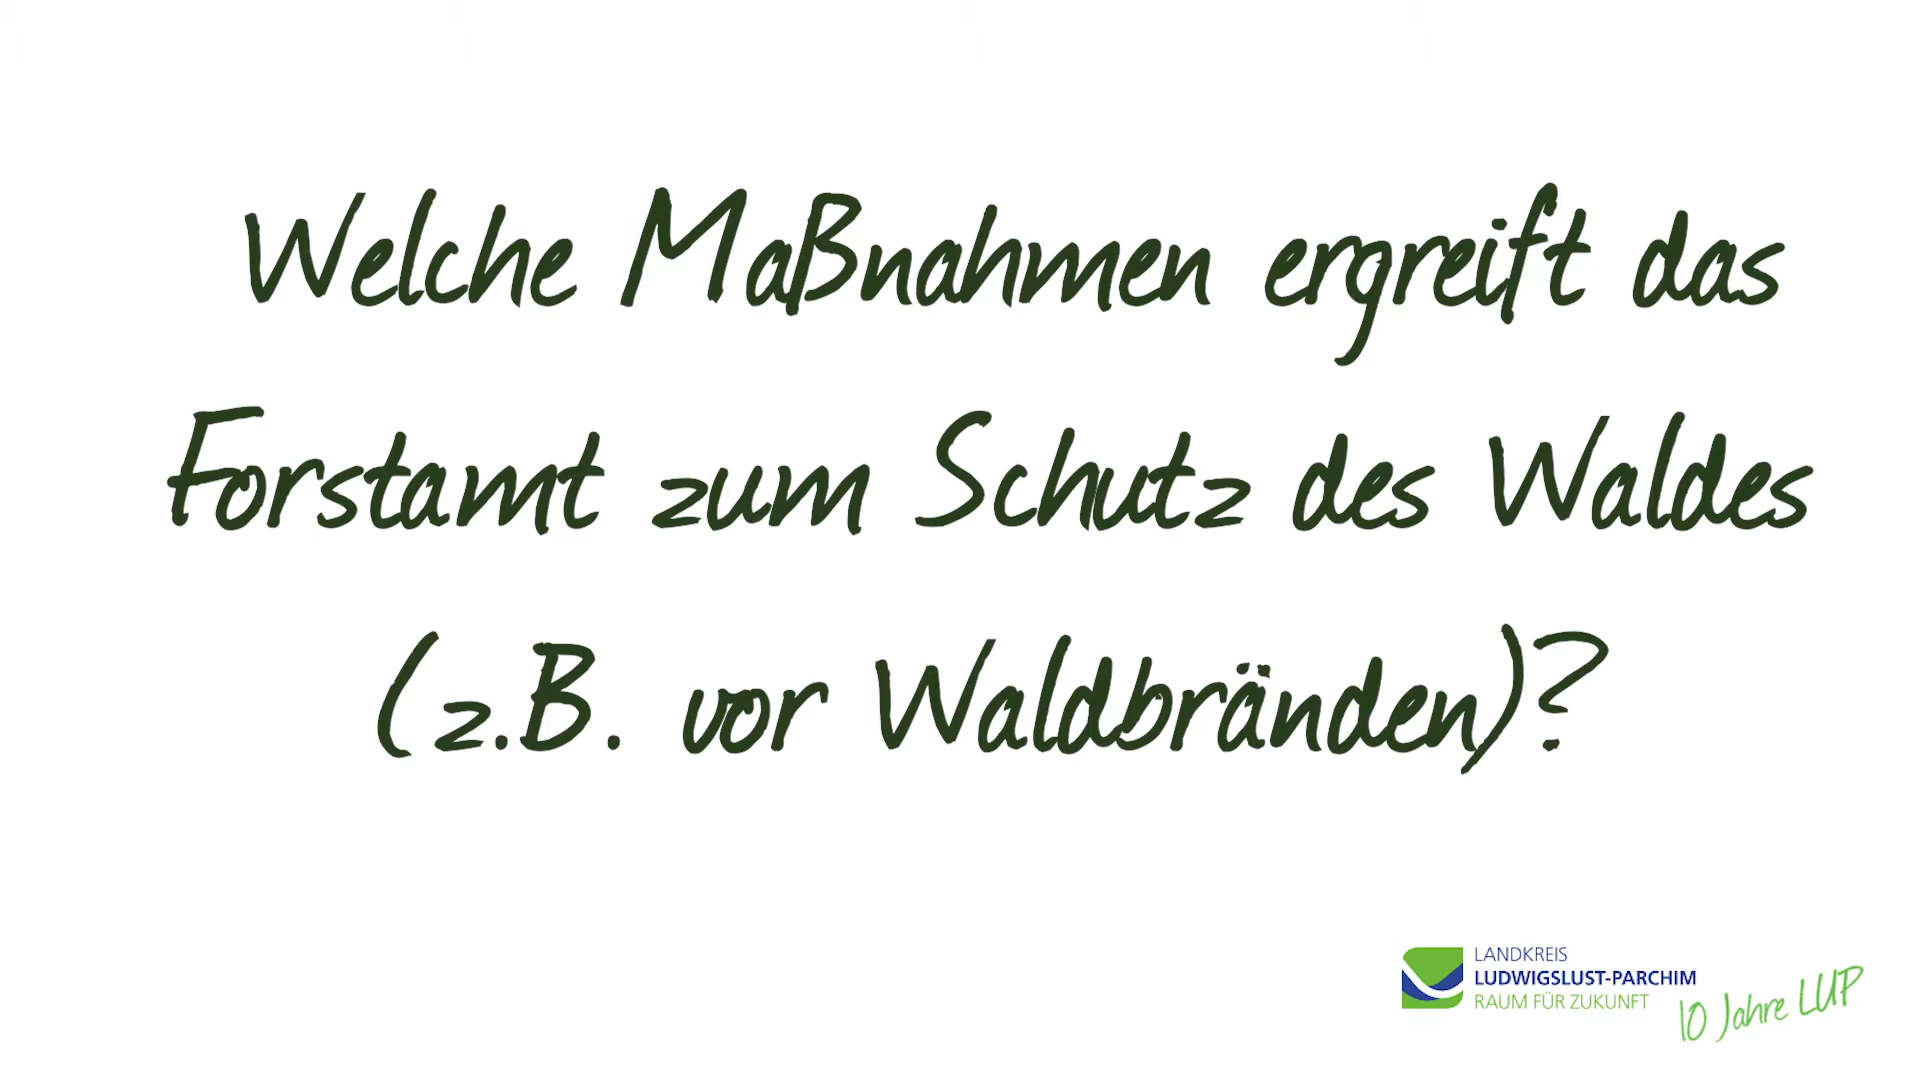 Welche Maßnahmen ergreift das
Forstamt zum Schutz des Waldes
(z.B. vor Waldbränden)?
LANDKREIS
LUDWIGSLUST-PARCHIM
RAUM FÜR ZUKUNFT
10 Jahre LUP